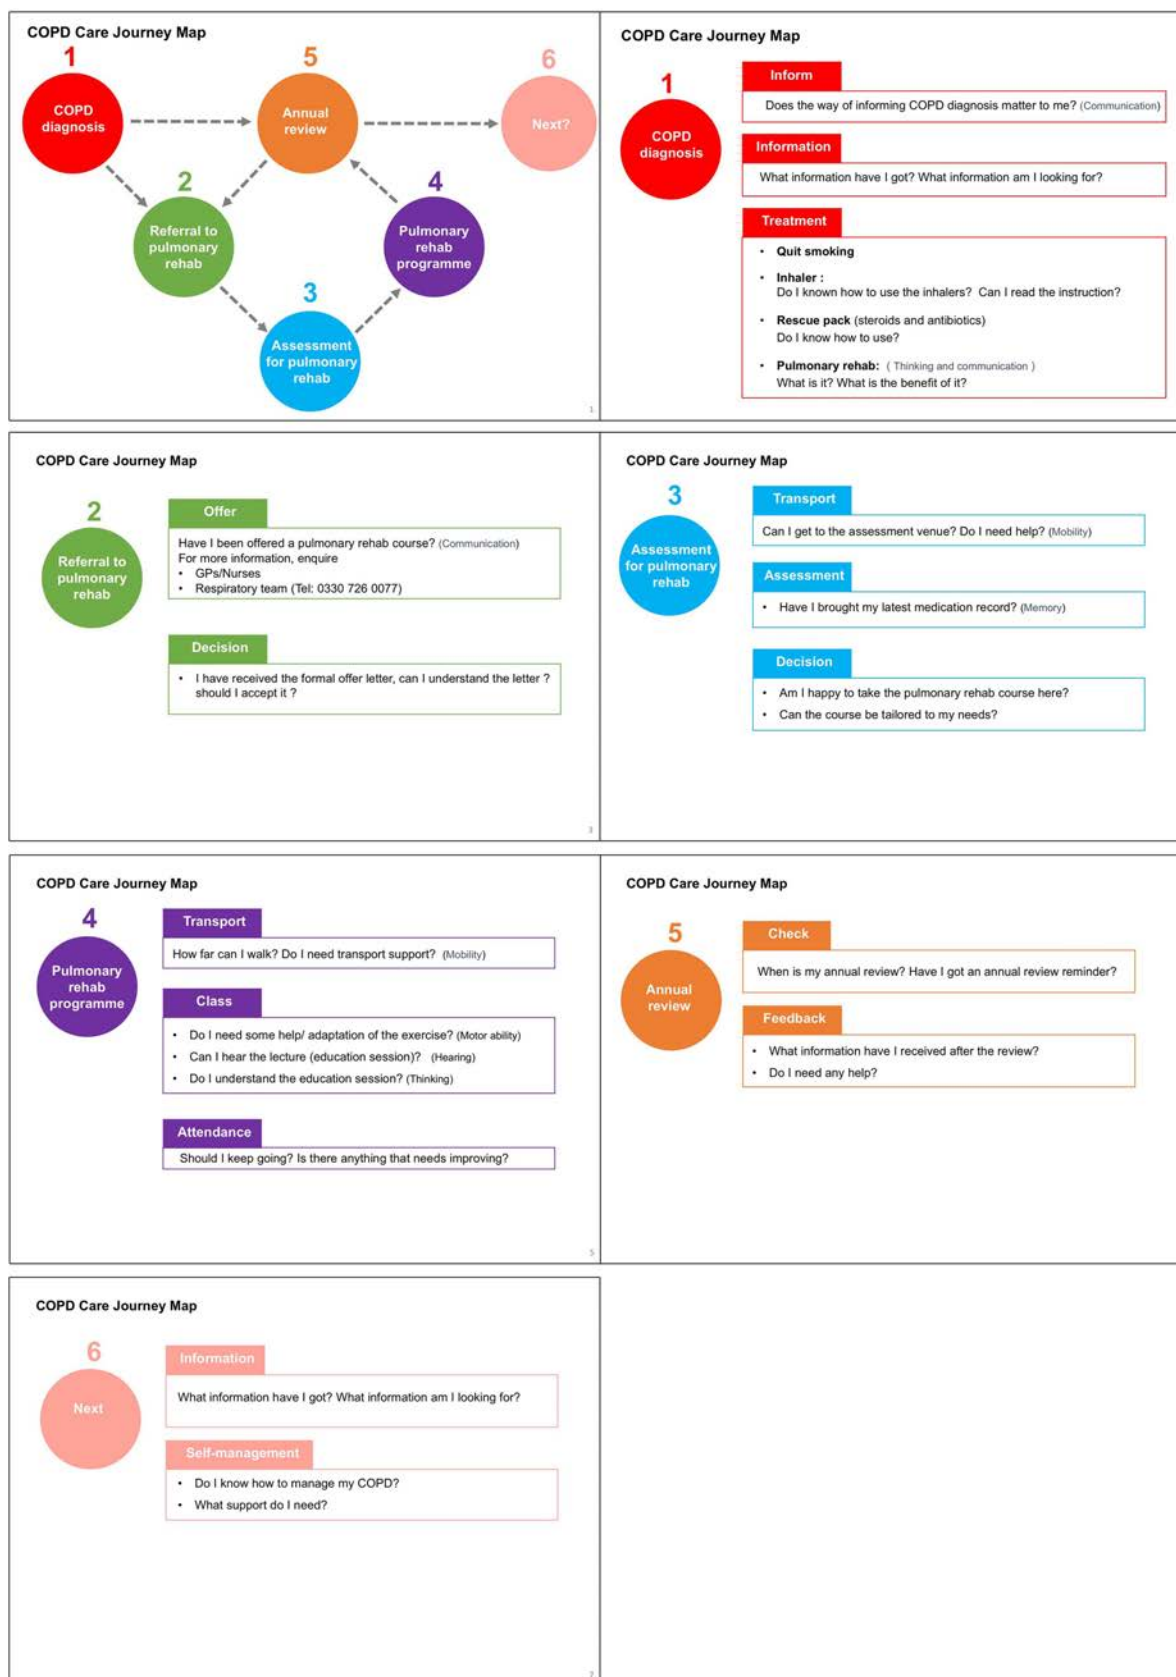 COPD Care Journey Map
1
COPD
diagnosis
5
Annual
review
6
Next?
2
Referral to
pulmonary
rehab
4
Pulmonary
rehab
programme
3
Assessment
for pulmonary
rehab
1
COPD Care Journey Map
1
COPD
diagnosis
Inform
Does the way of informing COPD diagnosis matter to me? (Communication)
Information
What information have I got? What information am I looking for?
Treatment
• Quit smoking
• Inhaler :
Do I known how to use the inhalers? Can I read the instruction?
• Rescue pack (steroids and antibiotics)
Do I know how to use?
• Pulmonary rehab: ( Thinking and communication )
What is it? What is the benefit of it?
COPD Care Journey Map
2
Referral to
pulmonary
rehab
Offer
Have I been offered a pulmonary rehab course? (Communication)
For more information, enquire
• GPs/Nurses
• Respiratory team (Tel: 0330 726 0077)
Decision
• I have received the formal offer letter, can I understand the letter ?
should I accept it ?
3
COPD Care Journey Map
3
Assessment
for pulmonary
rehab
Transport
Can I get to the assessment venue? Do I need help? (Mobility)
Assessment
• Have I brought my latest medication record? (Memory)
Decision
• Am I happy to take the pulmonary rehab course here?
• Can the course be tailored to my needs?
COPD Care Journey Map
4
Pulmonary
rehab
programme
Transport
How far can I walk? Do I need transport support? (Mobility)
Class
• Do I need some help/ adaptation of the exercise? (Motor ability)
• Can I hear the lecture (education session)? (Hearing)
• Do I understand the education session? (Thinking)
Attendance
Should I keep going? Is there anything that needs improving?
5
COPD Care Journey Map
5
Annual
review
Check
When is my annual review? Have I got an annual review reminder?
Feedback
• What information have I received after the review?
• Do I need any help?
COPD Care Journey Map
6
Next
Information
What information have I got? What information am I looking for?
Self-management
• Do I know how to manage my COPD?
• What support do I need?
7